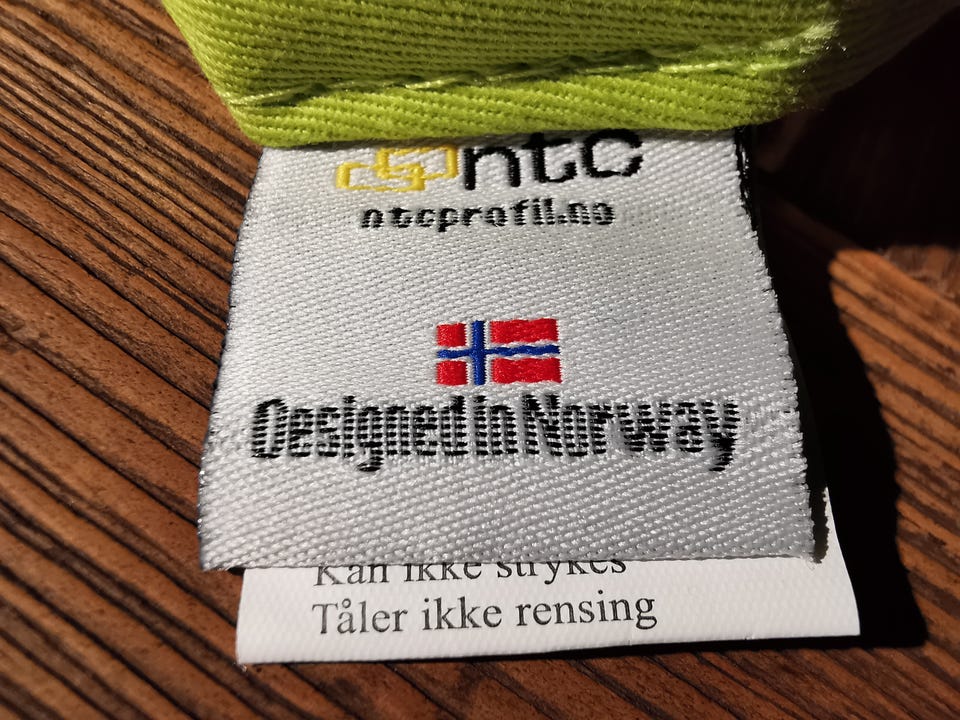 ntc
ntcprofil.no
Designed in Norway
Kan ikke strykes
Tåler ikke rensing